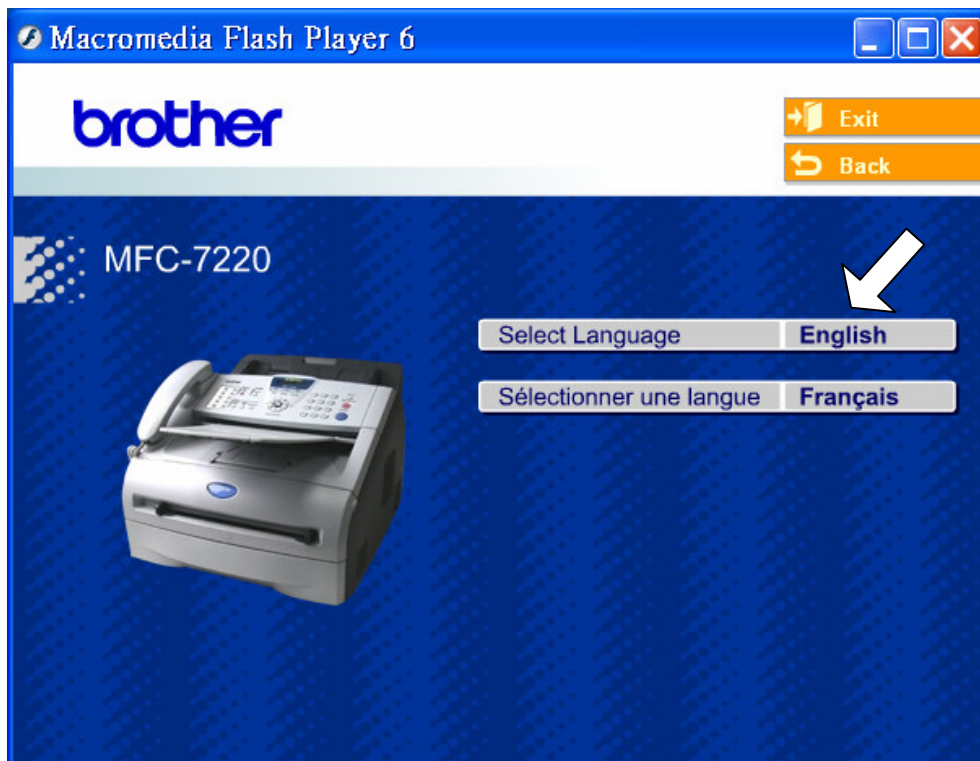 Macromedia Flash Player 6
brother
Exit
Back
MFC-7220
Select Language English
Sélectionner une langue Français